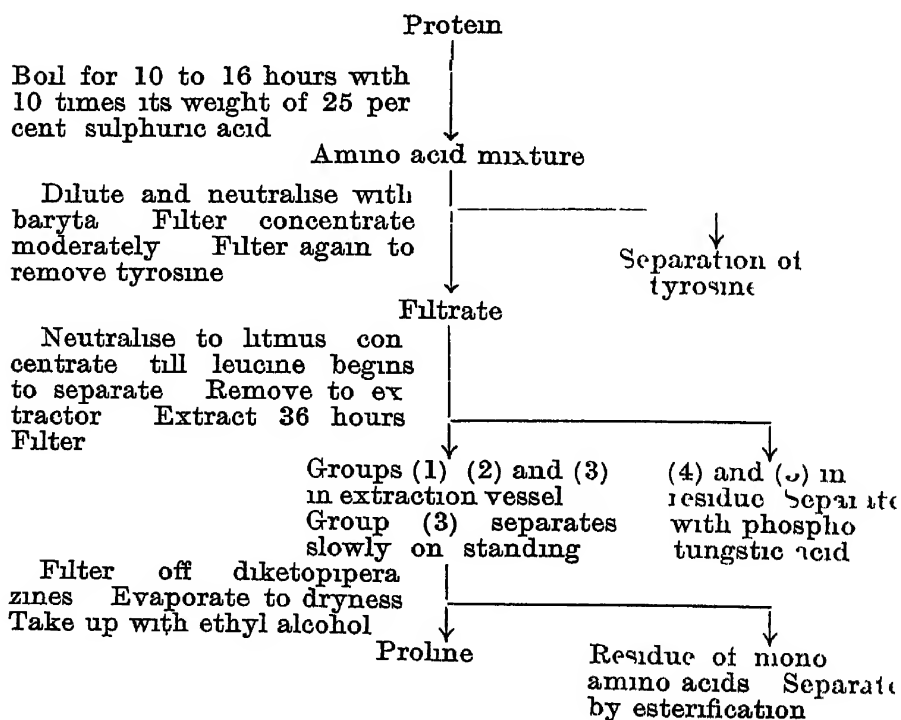 Protein
Boil for 10 to 16 hours with
10 times its weight of 25 per
cent sulphuric acid
Amino acid mixture
Dilute and neutralise with
baryta Filter concentrate
moderately Filter again to
remove tyrosine
Separation of
tyrosine
Filtrate
Neutralise to litmus con
centrate till leucine begins
to separate Remove to ex
tractor Extract 36 hours
Filter
Groups (1) (2) and (3)
in extraction vessel
Group (3) separates
slowly on standing
(4) and in
residue Separate
with phospho
tungstic acid
Filter off diketopipera
zines Evaporate to dryness
Take up with ethyl alcohol
Proline
Residue of mono
amino acids Separate
by esterification